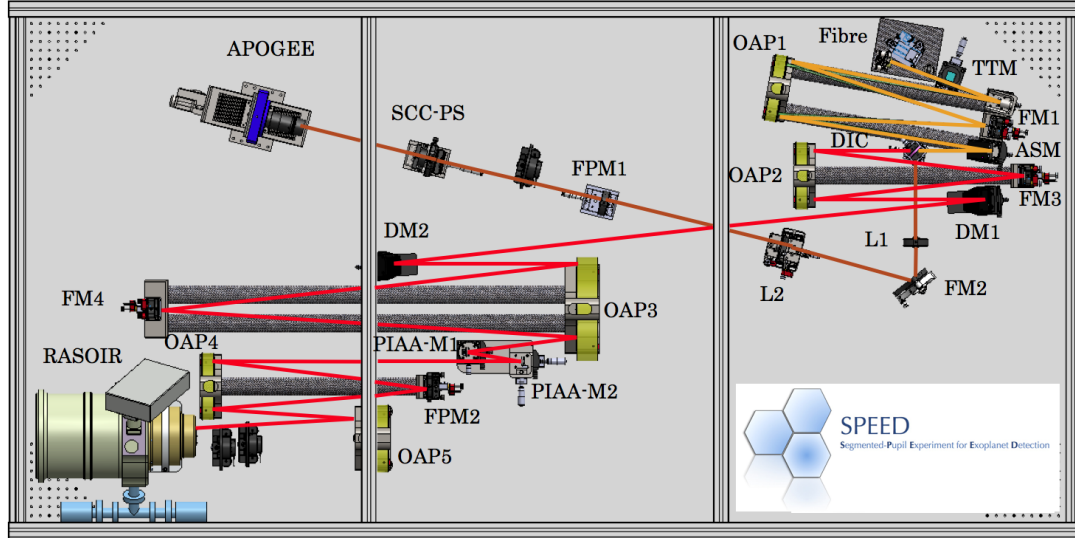 APOGEE
SCC-PS
FPM1
OAP1
Fibre
TTM
FM1
ASM
DIC
OAP2
FM3
DM1
L1
L2
FM2
DM2
FM4
OAP3
OAP4
PIAA-M1
RASOIR
PIAA-M2
FPM2
OAP5
SPEED
Segmented-Pupil Experiment for Exoplanet Detection